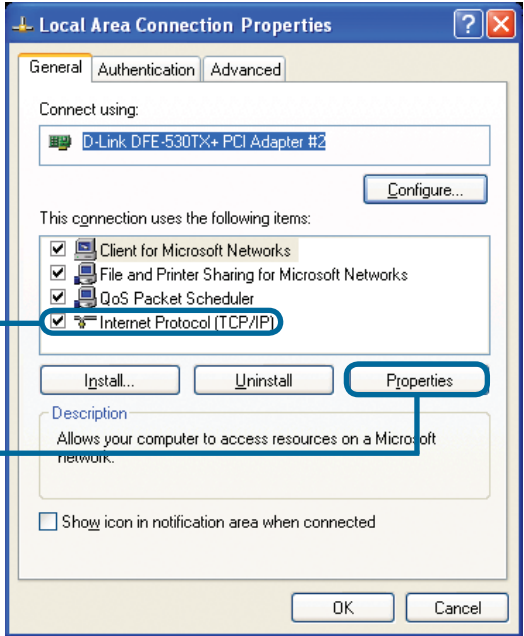 Local Area Connection Properties
General Authentication Advanced
Connect using:
D-Link DFE-530TX+ PCI Adapter #2
Configure...
This connection uses the following items:
Client for Microsoft Networks
File and Printer Sharing for Microsoft Networks
QoS Packet Scheduler
Internet Protocol (TCP/IP)
Install... Uninstall Properties
Description
Allows your computer to access resources on a Microsoft
network.
Show icon in notification area when connected
OK Cancel